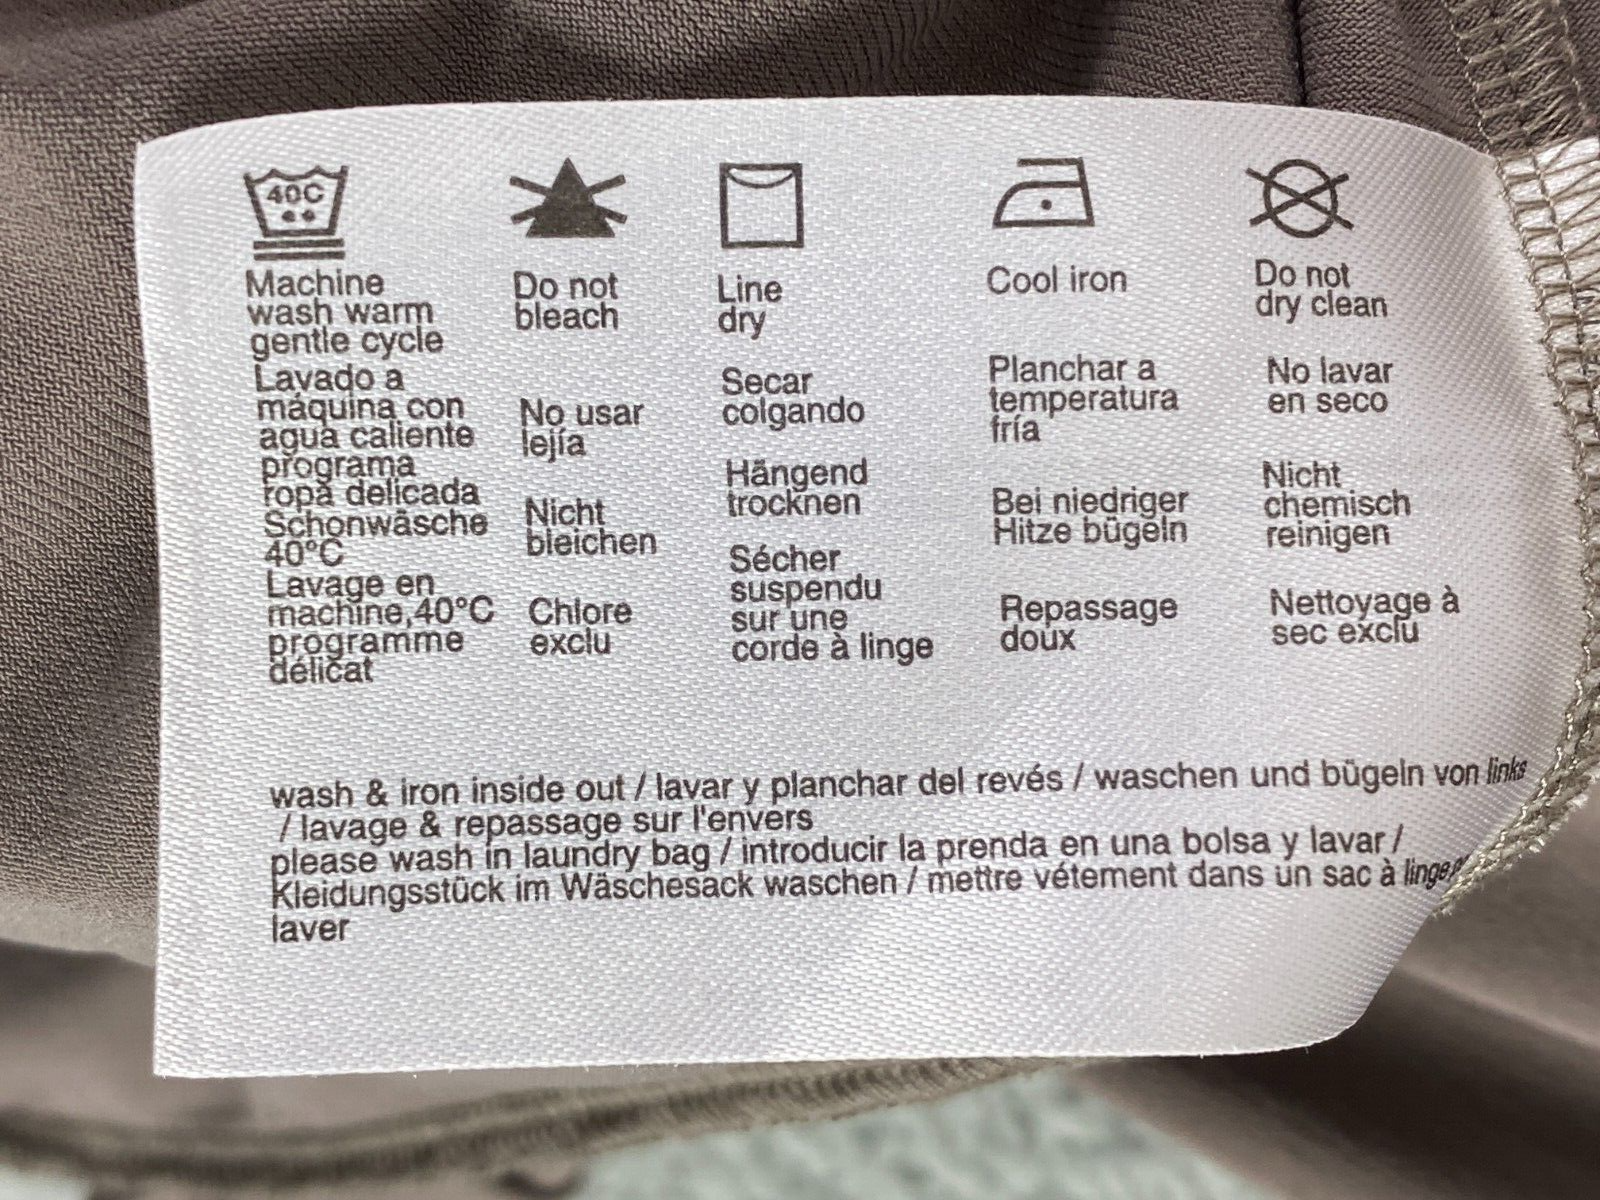 40C
Machine
wash warm
gentle cycle
Lavado a
máquina con
agua caliente
programa
ropa delicada
Schonwäsche
40°C
Lavage en
machine,40°C
programme
délicat
Do not
bleach
No usar
lejía
Nicht
bleichen
Chlore
exclu
Line
dry
Secar
colgando
Hängend
trocknen
Sécher
suspendu
sur une
corde à linge
Cool iron
Planchar a
temperatura
fría
Bei niedriger
Hitze bügeln
Repassage
doux
Do not
dry clean
No lavar
en seco
Nicht
chemisch
reinigen
Nettoyage à
sec exclu
wash & iron inside out / lavar y planchar del revés / waschen und bügeln von links
/ lavage & repassage sur l'envers
please wash in laundry bag / introducir la prenda en una bolsa y lavar /
Kleidungsstück im Wäschesack waschen / mettre vétement dans un sac à linge
laver